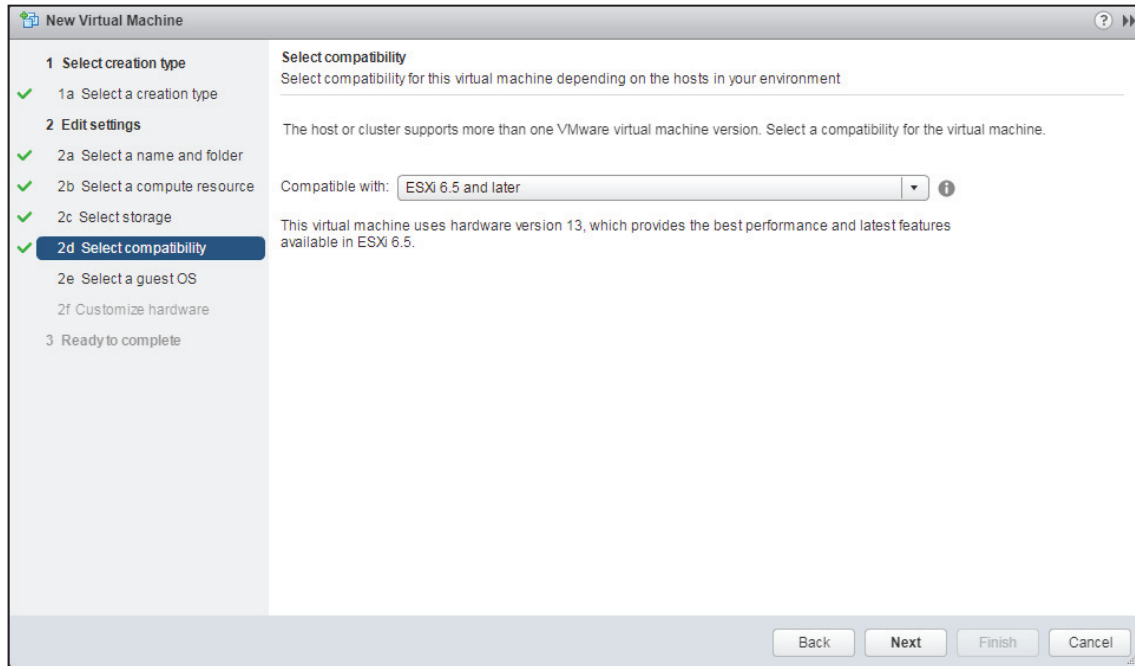 New Virtual Machine
?
1 Select creation type
1a Select a creation type
2 Edit settings
2a Select a name and folder
2b Select a compute resource
2c Select storage
2d Select compatibility
2e Select a guest OS
2f Customize hardware
3 Ready to complete
Select compatibility
Select compatibility for this virtual machine depending on the hosts in your environment
The host or cluster supports more than one VMware virtual machine version. Select a compatibility for the virtual machine.
Compatible with: ESXi 6.5 and later
This virtual machine uses hardware version 13, which provides the best performance and latest features
available in ESXi 6.5.
Back Next Finish Cancel